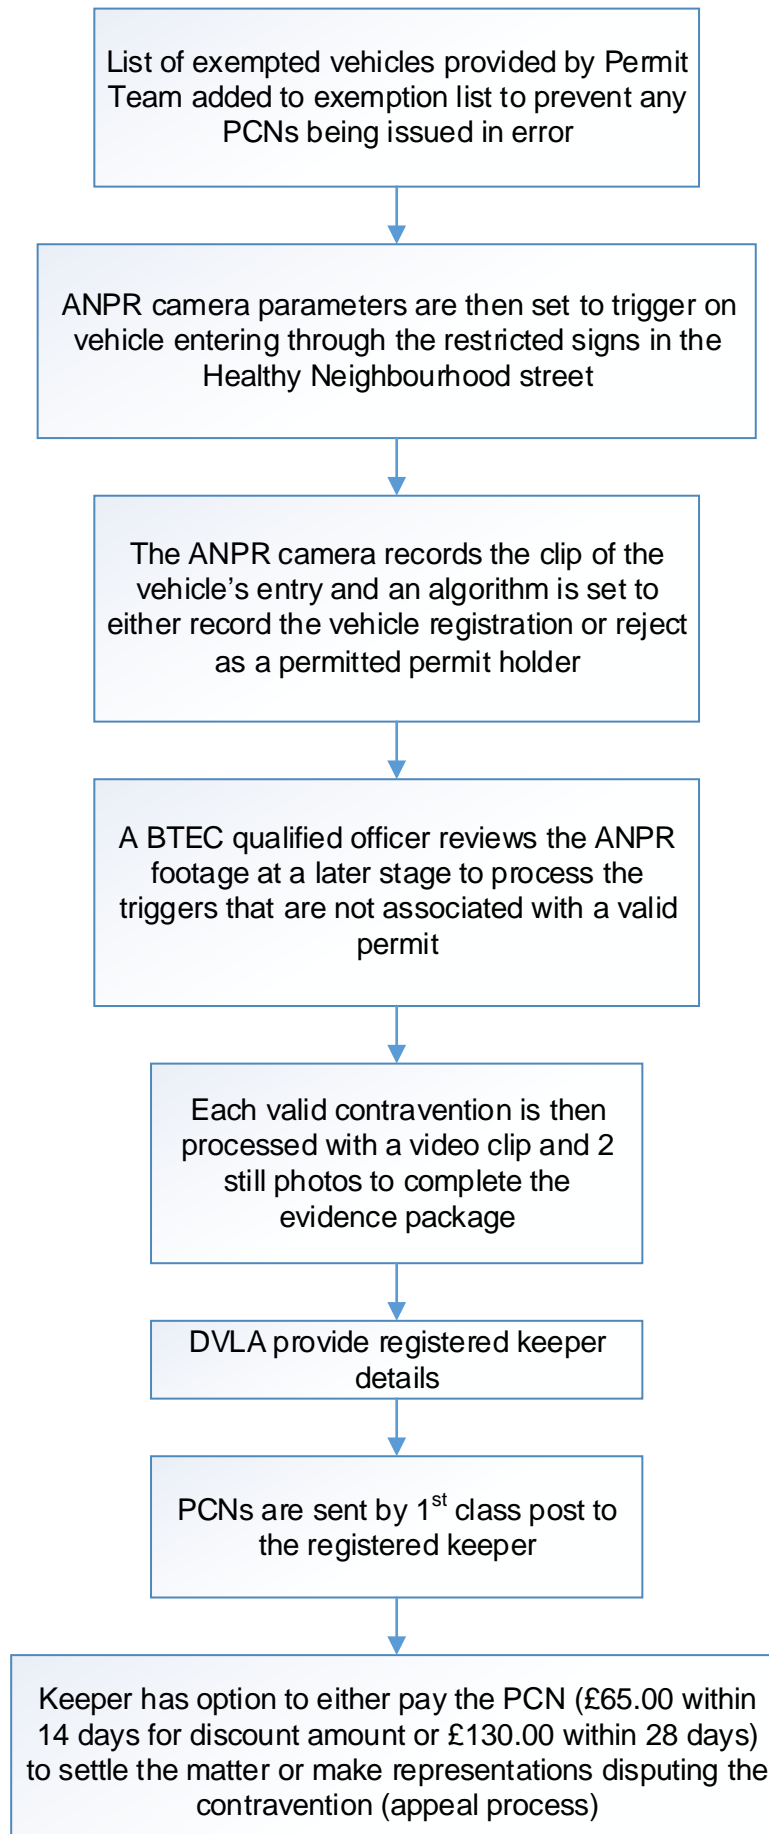 List of exempted vehicles provided by Permit
Team added to exemption list to prevent any
PCNs being issued in error
ANPR camera parameters are then set to trigger on
vehicle entering through the restricted signs in the
Healthy Neighbourhood street
The ANPR camera records the clip of the
vehicle’s entry and an algorithm is set to
either record the vehicle registration or reject
as a permitted permit holder
A BTEC qualified officer reviews the ANPR
footage at a later stage to process the
triggers that are not associated with a valid
permit
Each valid contravention is then
processed with a video clip and 2
still photos to complete the
evidence package
DVLA provide registered keeper
details
PCNs are sent by 1st class post to
the registered keeper
Keeper has option to either pay the PCN (£65.00 within
14 days for discount amount or £130.00 within 28 days)
to settle the matter or make representations disputing the
contravention (appeal process)